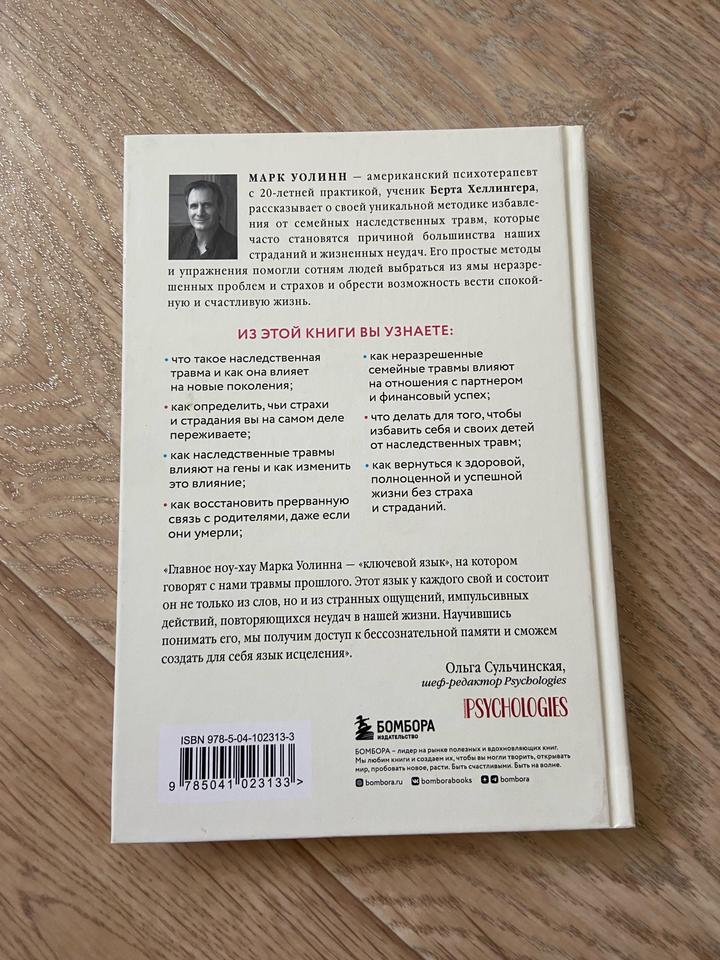 МАРК УОЛИНН — американский психотерапевт
с 20-летней практикой, ученик Берта Хеллингера,
рассказывает о своей уникальной методике избавле-
ния от семейных наследственных травм, которые
часто становятся причиной большинства наших
страданий и жизненных неудач. Его простые методы
и упражнения помогли сотням людей выбраться из ямы неразре-
шенных проблем и страхов и обрести возможность вести спокой-
ную и счастливую жизнь.
ИЗ ЭТОЙ КНИГИ ВЫ УЗНАЕТЕ:
• что такое наследственная
травма и как она влияет
на новые поколения;
• как определить, чьи страхи
и страдания вы на самом деле
переживаете;
• как наследственные травмы
влияют на гены и как изменить
это влияние;
• как восстановить прерванную
связь с родителями, даже если
они умерли;
• как неразрешенные
семейные травмы влияют
на отношения с партнером
и финансовый успех;
• что делать для того, чтобы
избавить себя и своих детей
от наследственных травм;
• как вернуться к здоровой,
полноценной и успешной
жизни без страха
и страданий.
«Главное ноу-хау Марка Уолинна — «ключевой язык», на котором
говорят с нами травмы прошлого. Этот язык у каждого свой и состоит
он не только из слов, но и из странных ощущений, импульсивных
действий, повторяющихся неудач в нашей жизни. Научившись
понимать его, мы получим доступ к бессознательной памяти и сможем
создать для себя язык исцеления».
Ольга Сульчинская,
шеф-редактор Psychologies
PSYCHOLOGIES
ISBN 978-5-04-102313-3
9 785041 023133 >
БОМБОРА
ИЗДАТЕЛЬСТВО
БОМБОРА – лидер на рынке полезных и вдохновляющих книг.
Мы любим книги и создаем их, чтобы вы могли творить, открывать
мир, пробовать новое, расти. Быть счастливыми. Быть на волне.
bombora.ru bomborabooks bombora